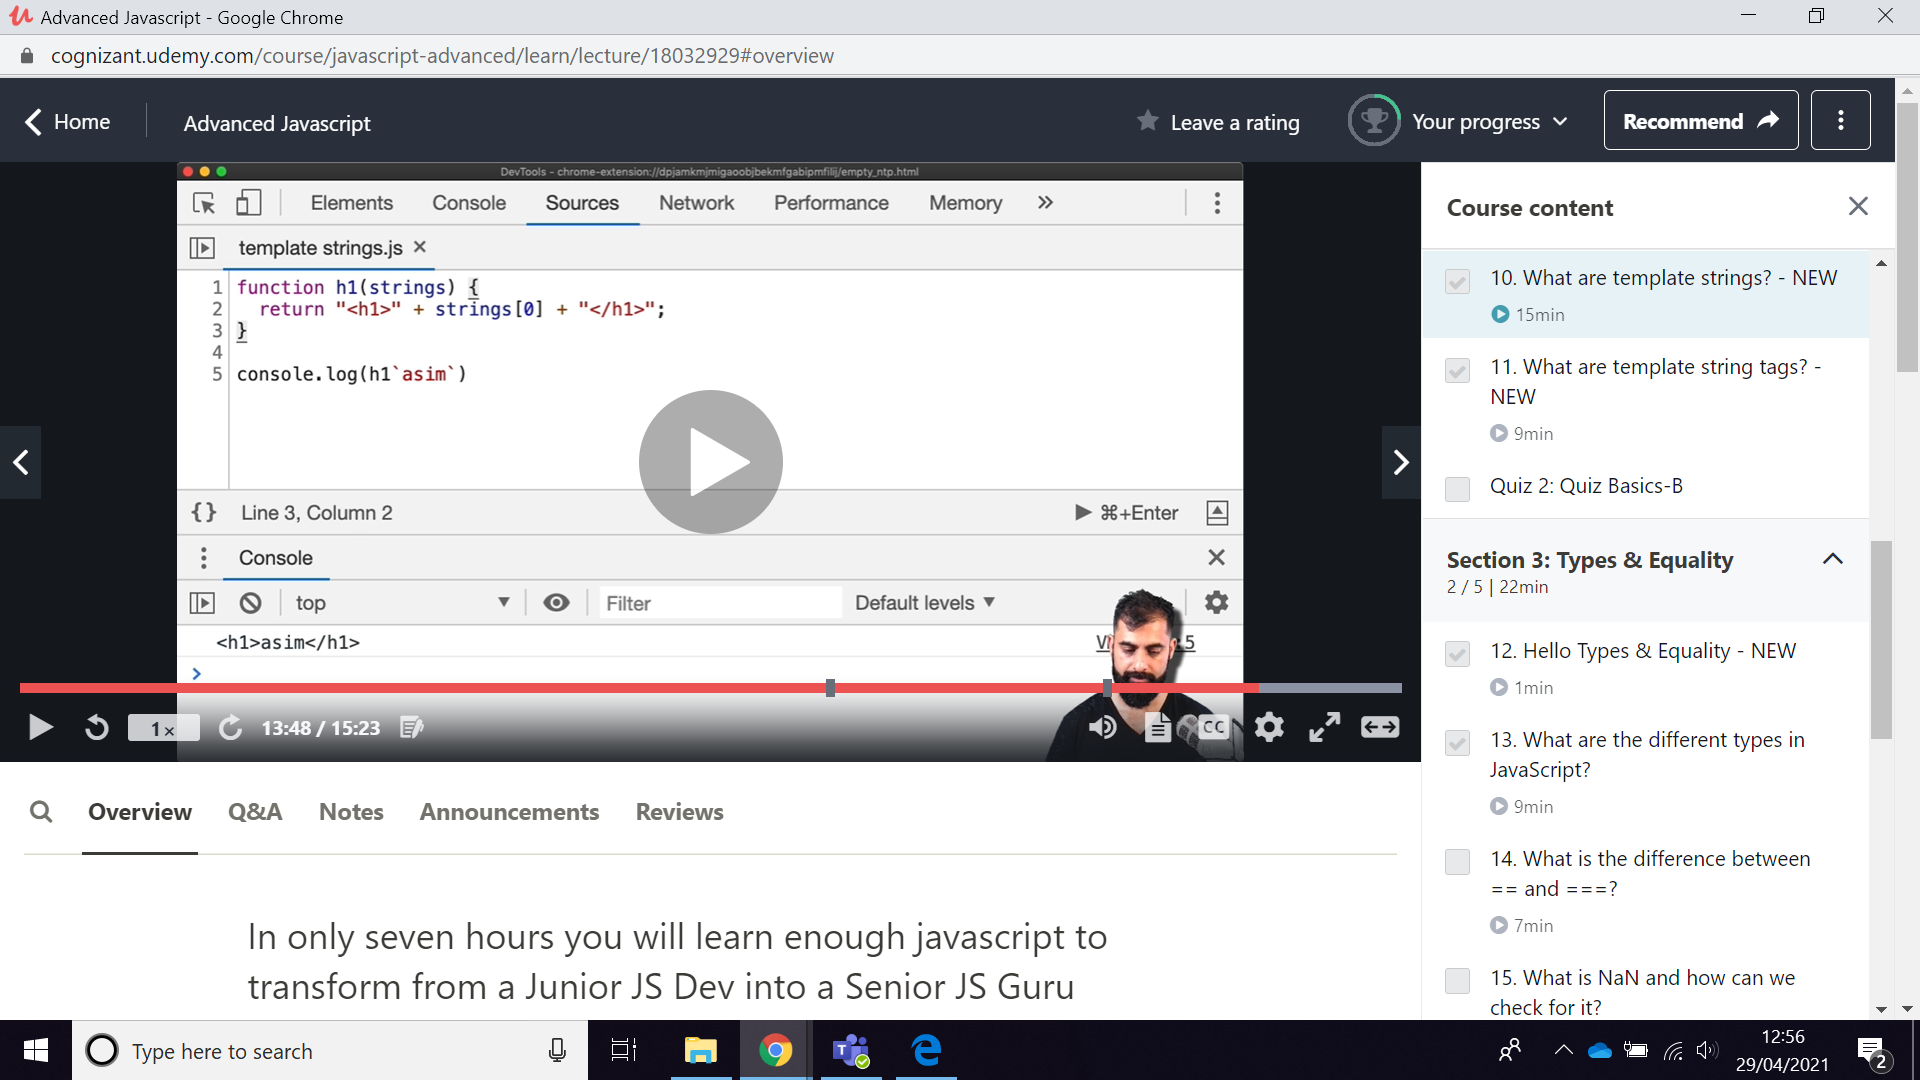 Advanced Javascript - Google Chrome
cognizant.udemy.com/course/javascript-advanced/learn/lecture/18032929#overview
Home
Advanced Javascript
Leave a rating
Your progress
Recommend
DevTools - chrome-extension://dpjamkmjmigaoobjbekmfgabipmfilij/empty_ntp.html
Elements Console Sources Network Performance Memory »
template strings.js ×
1 function h1(strings) {
2 return "<h1>" + strings[0] + "</h1>";
3 }
4
5 console.log(h1`asim`)
{} Line 3, Column 2
⌘+Enter
Console
top
Filter
Default levels
<h1>asim</h1>
5
1x
13:48 / 15:23
CC
Course content
10. What are template strings? - NEW
15min
11. What are template string tags? -
NEW
9min
Quiz 2: Quiz Basics-B
Section 3: Types & Equality
2 / 5 | 22min
12. Hello Types & Equality - NEW
1min
13. What are the different types in
JavaScript?
9min
14. What is the difference between
== and ===?
7min
15. What is NaN and how can we
check for it?
Overview Q&A Notes Announcements Reviews
In only seven hours you will learn enough javascript to
transform from a Junior JS Dev into a Senior JS Guru
Type here to search
12:56
29/04/2021
2